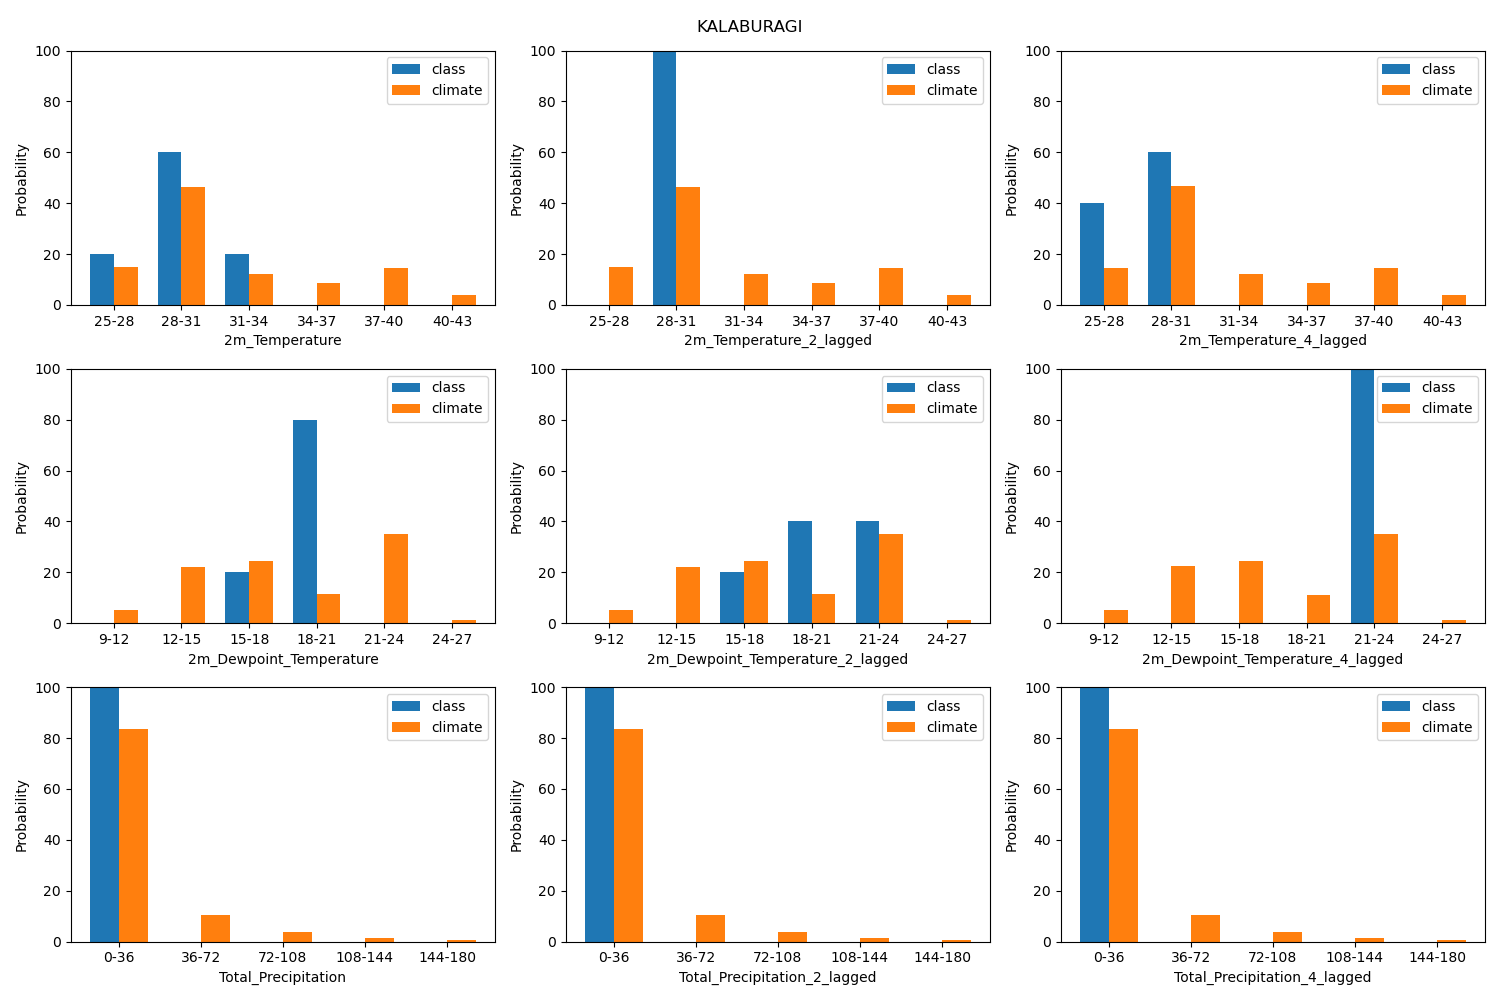 KALABURAGI
100
80
60
40
20
0
Probability
class
climate
25-28 28-31 31-34 34-37 37-40 40-43
2m_Temperature
100
80
60
40
20
0
Probability
class
climate
25-28 28-31 31-34 34-37 37-40 40-43
2m_Temperature_2_lagged
100
80
60
40
20
0
Probability
class
climate
25-28 28-31 31-34 34-37 37-40 40-43
2m_Temperature_4_lagged
100
80
60
40
20
0
Probability
class
climate
9-12 12-15 15-18 18-21 21-24 24-27
2m_Dewpoint_Temperature
100
80
60
40
20
0
Probability
class
climate
9-12 12-15 15-18 18-21 21-24 24-27
2m_Dewpoint_Temperature_2_lagged
100
80
60
40
20
0
Probability
class
climate
9-12 12-15 15-18 18-21 21-24 24-27
2m_Dewpoint_Temperature_4_lagged
100
80
60
40
20
0
Probability
class
climate
0-36 36-72 72-108 108-144 144-180
Total_Precipitation
100
80
60
40
20
0
Probability
class
climate
0-36 36-72 72-108 108-144 144-180
Total_Precipitation_2_lagged
100
80
60
40
20
0
Probability
class
climate
0-36 36-72 72-108 108-144 144-180
Total_Precipitation_4_lagged